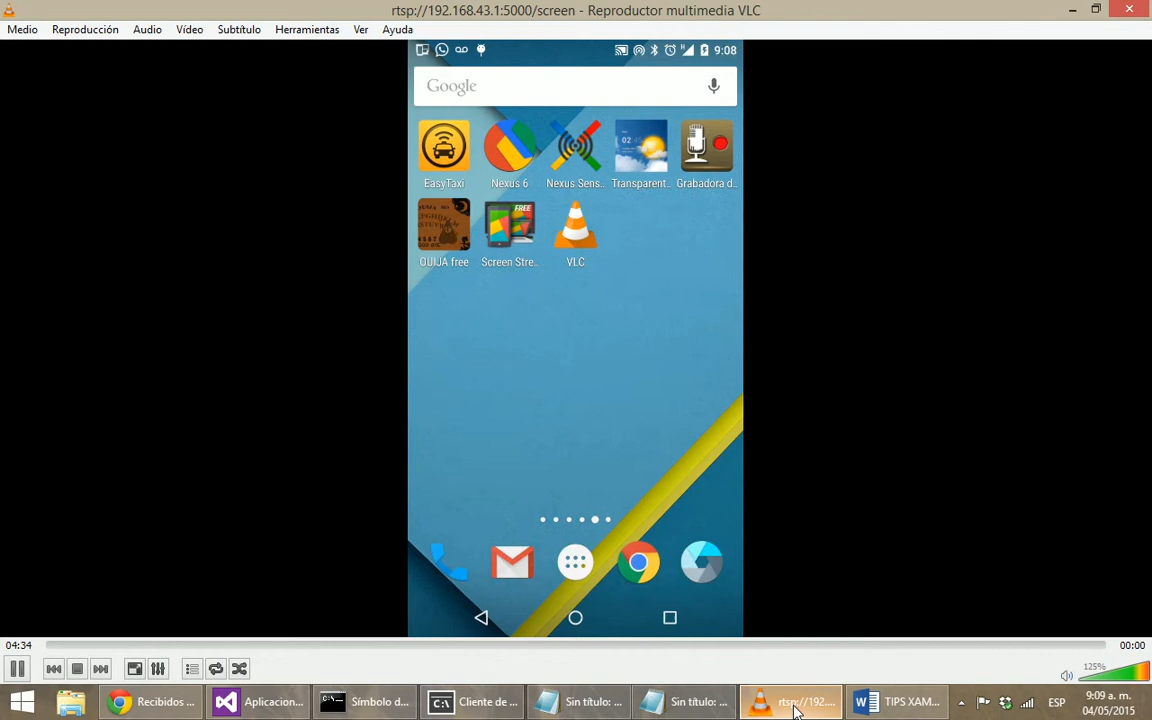 rtsp://192.168.43.1:5000/screen - Reproductor multimedia VLC
Medio Reproducción Audio Vídeo Subtítulo Herramientas Ver Ayuda
H 9:08
Google
EasyTaxi Nexus 6 Nexus Sens.. Transparent.. Grabadora d..
02
FREE
OUIJA free Screen Stre.. VLC
04:34 00:00
125%
Recibidos ... Aplicacion... Símbolo d... Cliente de ... Sin título: ... Sin título: ... rtsp://192.... TIPS XAM... ESP
9:09 a. m.
04/05/2015